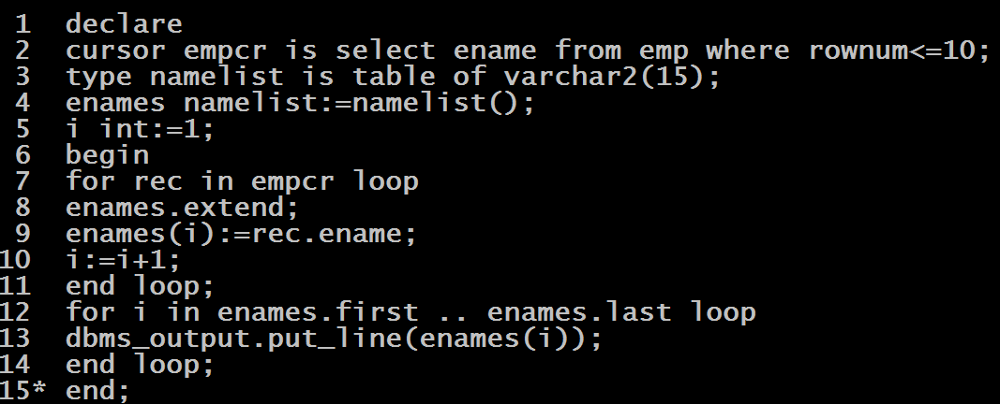 1 declare
2 cursor empcr is select ename from emp where rownum<=10;
3 type namelist is table of varchar2(15);
4 enames namelist:=namelist();
5 i int:=1;
6 begin
7 for rec in empcr loop
8 enames.extend;
9 enames(i):=rec.ename;
10 i:=i+1;
11 end loop;
12 for i in enames.first .. enames.last loop
13 dbms_output.put_line(enames(i));
14 end loop;
15* end;